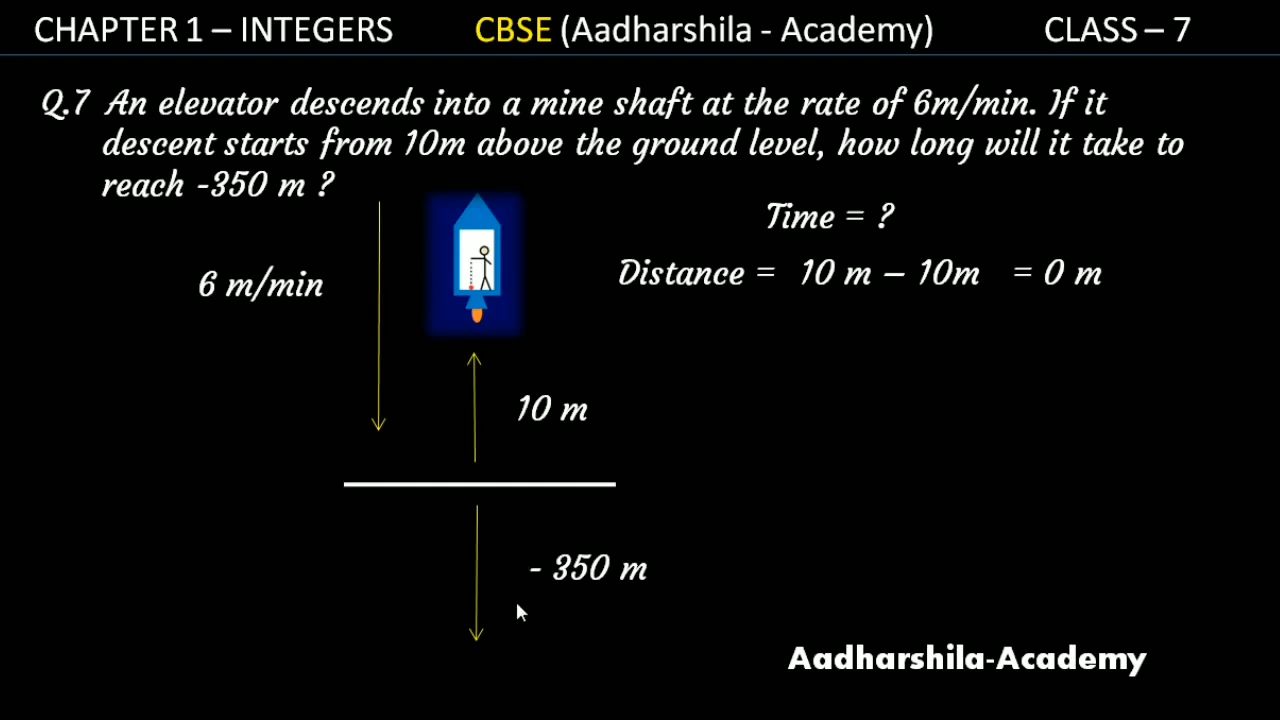 CHAPTER 1 – INTEGERS CBSE (Aadharshila - Academy) CLASS – 7
Q.7 An elevator descends into a mine shaft at the rate of 6m/min. If it
descent starts from 10m above the ground level, how long will it take to
reach -350 m ?
Time = ?
6 m/min
Distance = 10 m – 10m = 0 m
10 m
- 350 m
Aadharshila-Academy